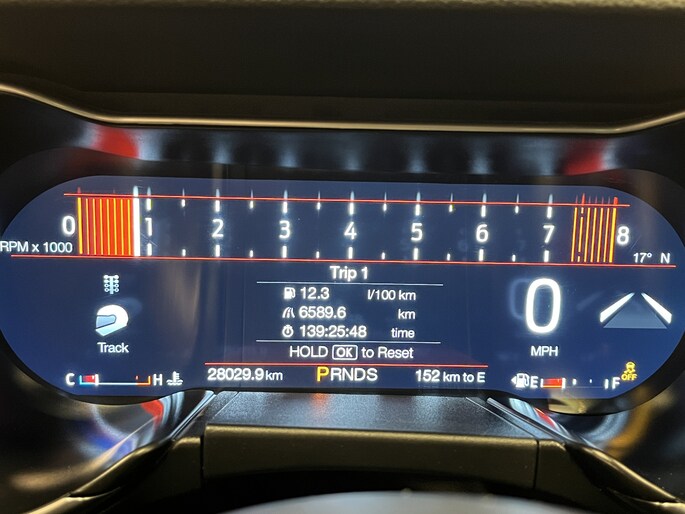 0 1 2 3 4 5 6 7 8
RPM x 1000
17° N
Trip 1
12.3 l/100 km
6589.6 km
139:25:48 time
HOLD OK to Reset
Track
0
MPH
C H
28029.9 km
PRNDS
152 km to E
E F
OFF